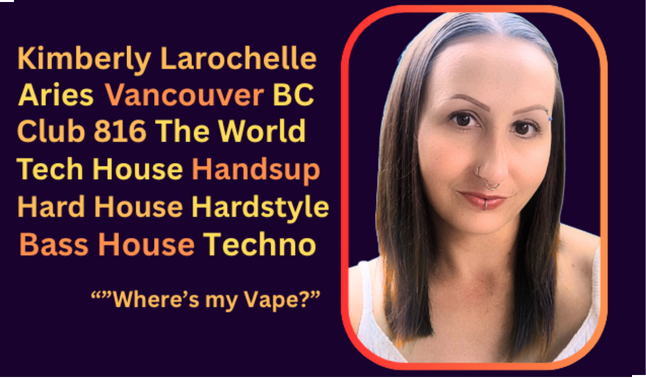 Kimberly Larochelle
Aries Vancouver BC
Club 816 The World
Tech House Handsup
Hard House Hardstyle
Bass House Techno
“”Where’s my Vape?”